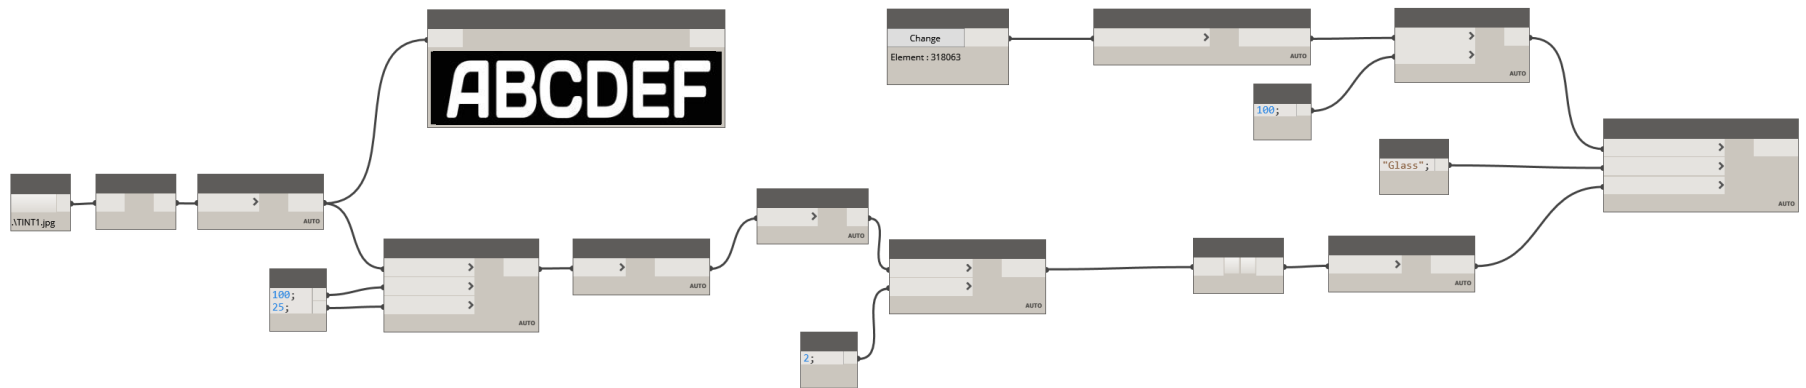 ABCDEF
Change
Element : 318063
AUTO
AUTO
100;
"Glass";
AUTO
.\TINT1.jpg
AUTO
100;
25;
AUTO
AUTO
AUTO
AUTO
2;
AUTO